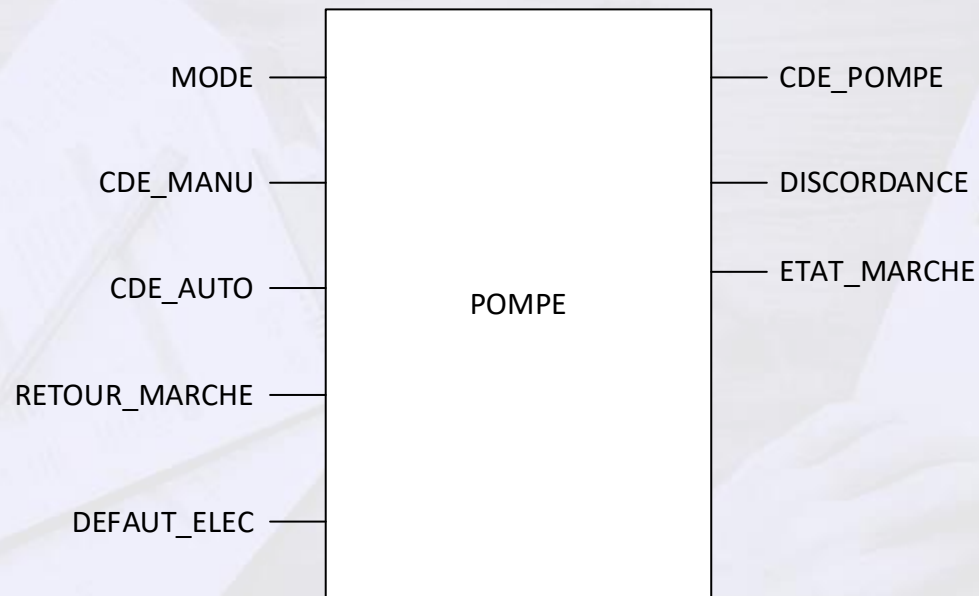 MODE
CDE_MANU
CDE_AUTO
RETOUR_MARCHE
DEFAUT_ELEC
POMPE
CDE_POMPE
DISCORDANCE
ETAT_MARCHE